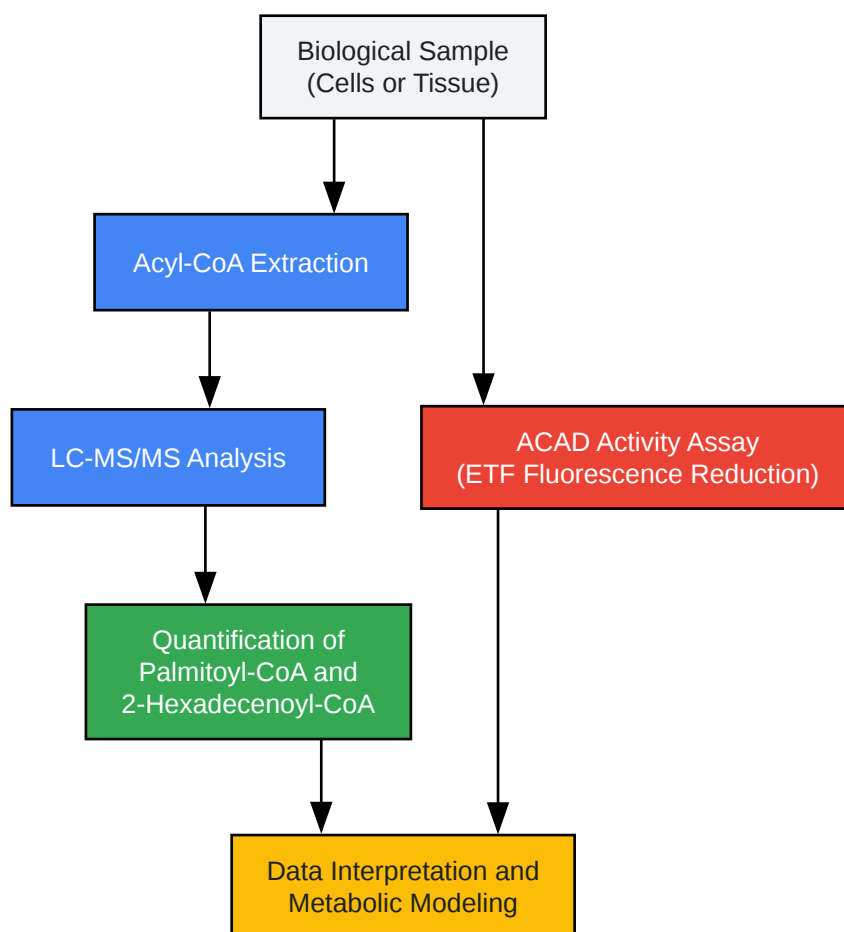 Biological Sample
(Cells or Tissue)
Acyl-CoA Extraction
LC-MS/MS Analysis
ACAD Activity Assay
(ETF Fluorescence Reduction)
Quantification of
Palmitoyl-CoA and
2-Hexadecenoyl-CoA
Data Interpretation and
Metabolic Modeling